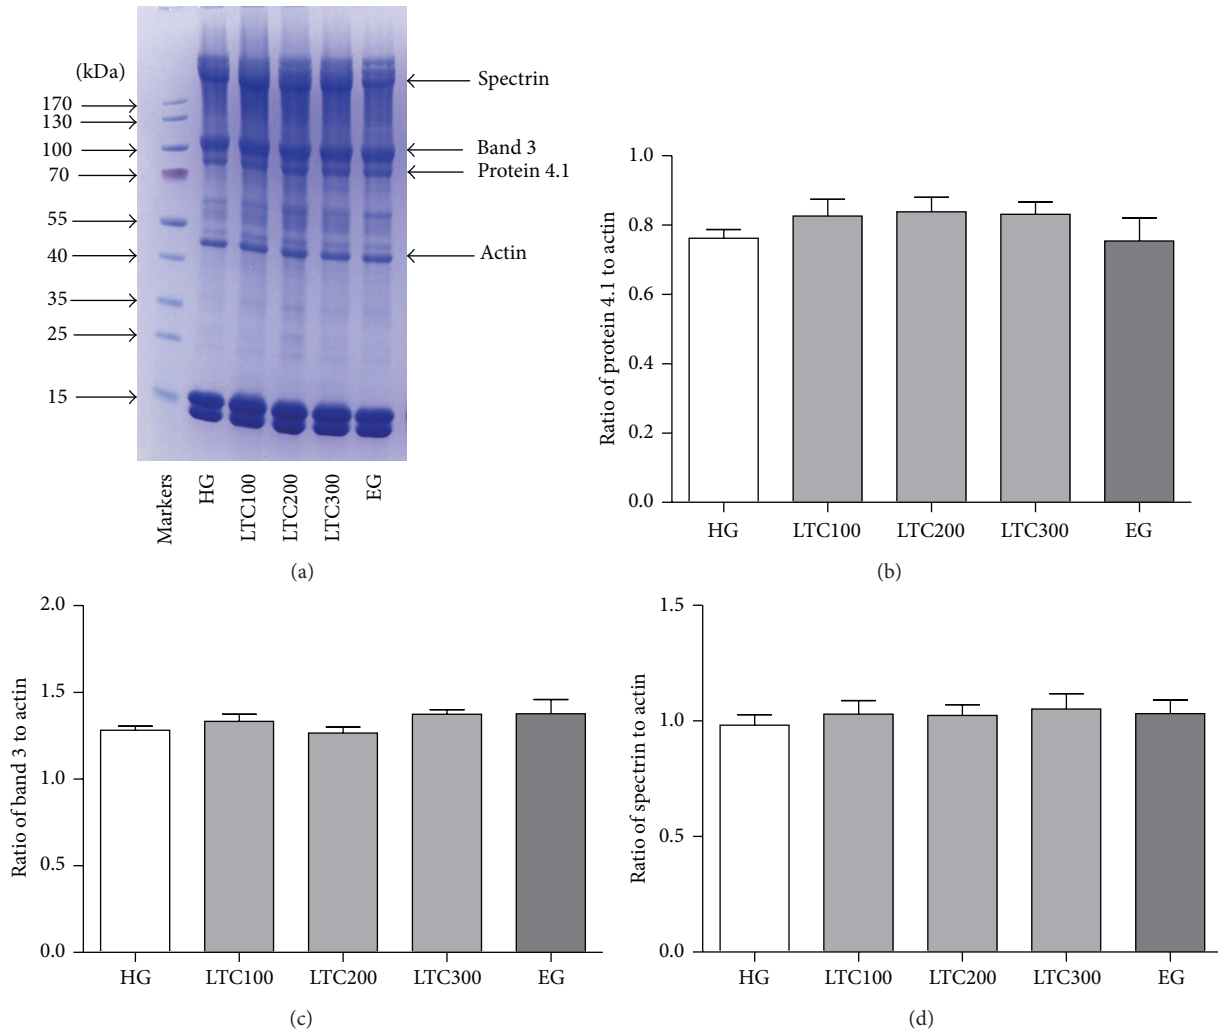 (kDa)
170
130
100
70
55
40
35
25
15
Spectrin
Band 3
Protein 4.1
Actin
Markers
HG
LTC100
LTC200
LTC300
EG
(a)
Ratio of protein 4.1 to actin
1.0
0.8
0.6
0.4
0.2
0.0
HG LTC100 LTC200 LTC300 EG
(b)
Ratio of band 3 to actin
2.0
1.5
1.0
0.5
0.0
HG LTC100 LTC200 LTC300 EG
(c)
Ratio of spectrin to actin
1.5
1.0
0.5
0.0
HG LTC100 LTC200 LTC300 EG
(d)